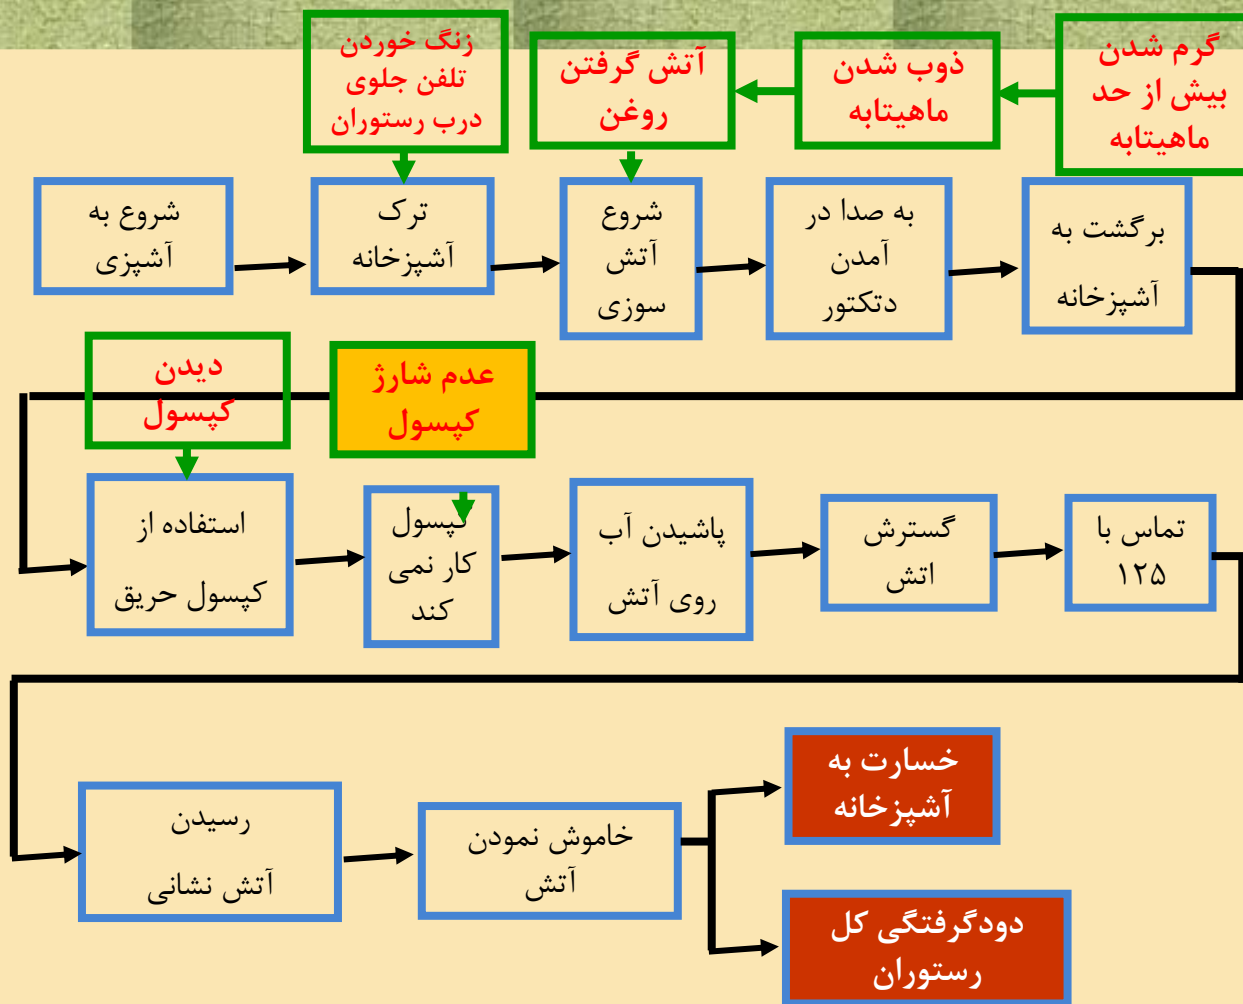 زنگ خوردن
تلفن جلوی
درب رستوران
آتش گرفتن
روغن
ذوب شدن
ماهیتابه
گرم شدن
بیش از حد
ماهیتابه
شروع به
آشپزی
ترک
آشپزخانه
شروع
آتش
سوزی
به صدا در
آمدن
دتکتور
برگشت به
آشپزخانه
دیدن
کپسول
عدم شارژ
کپسول
استفاده از
کپسول حریق
کپسول
کار نمی
کند
پاشیدن آب
روی آتش
گسترش
اتش
تماس با
۱۲۵
رسیدن
آتش نشانی
خاموش نمودن
آتش
خسارت به
آشپزخانه
دودگرفتگی کل
رستوران